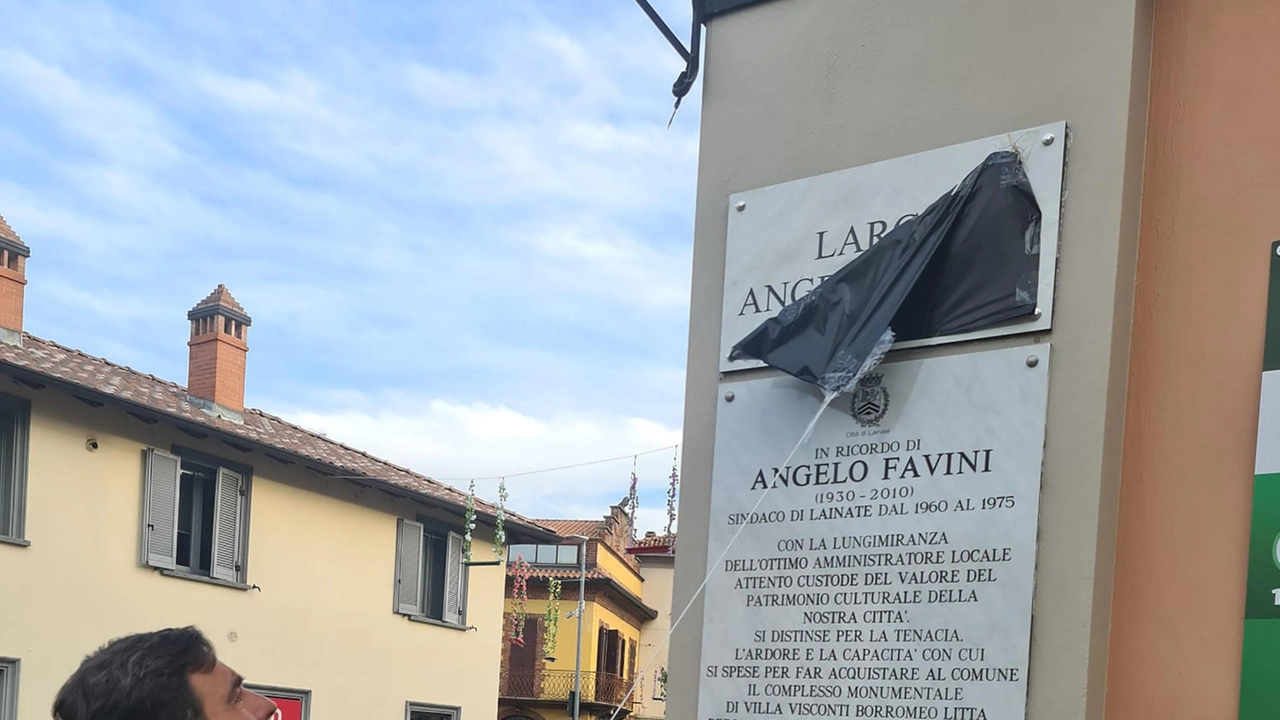 LARG
ANG
Città di Lainate
IN RICORDO DI
ANGELO FAVINI
(1930 - 2010)
SINDACO DI LAINATE DAL 1960 AL 1975
CON LA LUNGIMIRANZA
DELL'OTTIMO AMMINISTRATORE LOCALE
ATTENTO CUSTODE DEL VALORE DEL
PATRIMONIO CULTURALE DELLA
NOSTRA CITTA'.
SI DISTINSE PER LA TENACIA.
L'ARDORE E LA CAPACITA' CON CUI
SI SPESE PER FAR ACQUISTARE AL COMUNE
IL COMPLESSO MONUMENTALE
DI VILLA VISCONTI BORROMEO LITTA